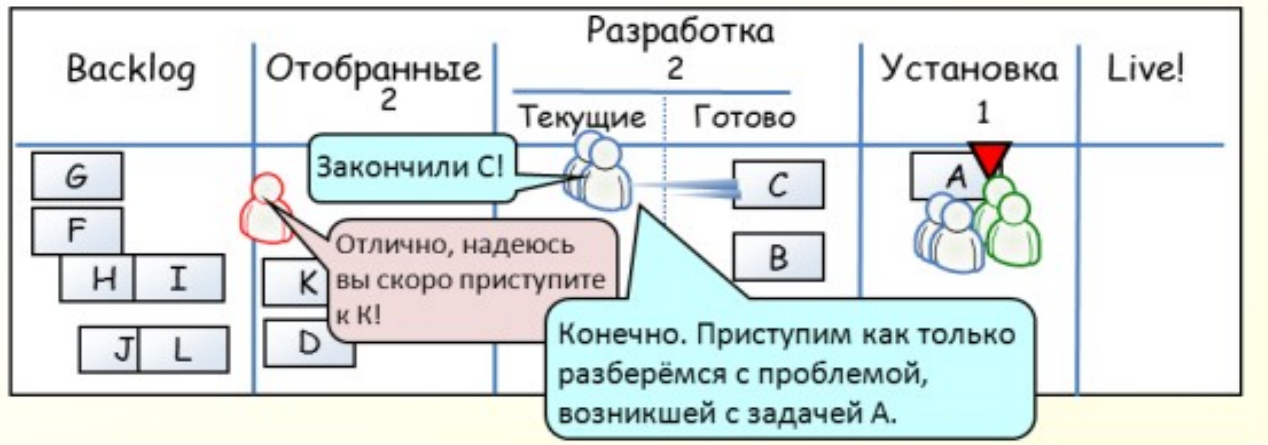 Backlog
Отобранные
2
Разработка
2
Текущие
Готово
Установка
1
Live!
G
F
H I
J L
K
D
Закончили С!
Отлично, надеюсь
вы скоро приступите
к К!
C
B
A
Конечно. Приступим как только
разберёмся с проблемой,
возникшей с задачей А.